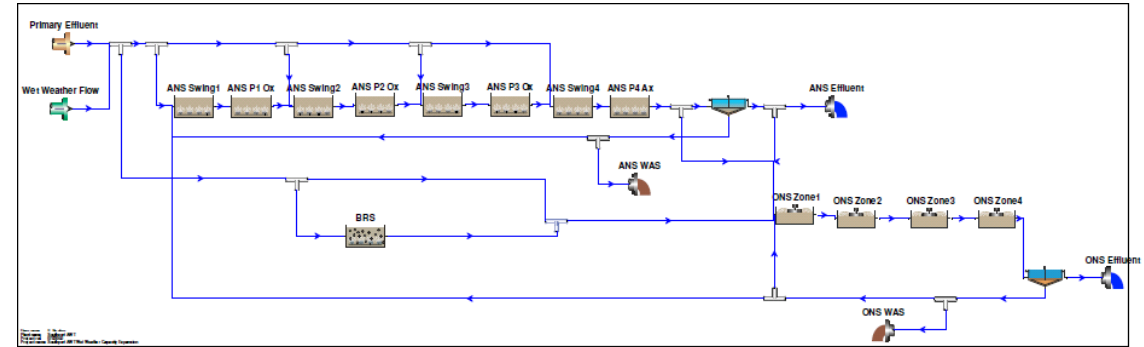 Primary Effluent
Wet Weather Flow
ANS Swing1
ANS P1 Ox
ANS Swing2
ANS P2 Ox
ANS Swing3
ANS P3 Ox
ANS Swing4
ANS P4 Ax
ANS Effluent
ANS WAS
BRS
ONS Zone1
ONS Zone2
ONS Zone3
ONS Zone4
ONS Effluent
ONS WAS